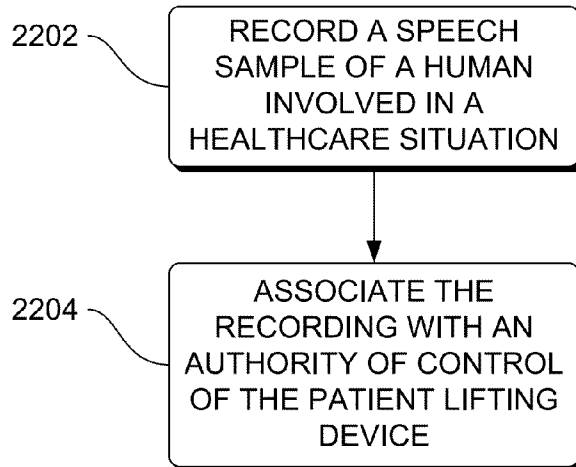 2202
RECORD A SPEECH
SAMPLE OF A HUMAN
INVOLVED IN A
HEALTHCARE SITUATION
2204
ASSOCIATE THE
RECORDING WITH AN
AUTHORITY OF CONTROL
OF THE PATIENT LIFTING
DEVICE